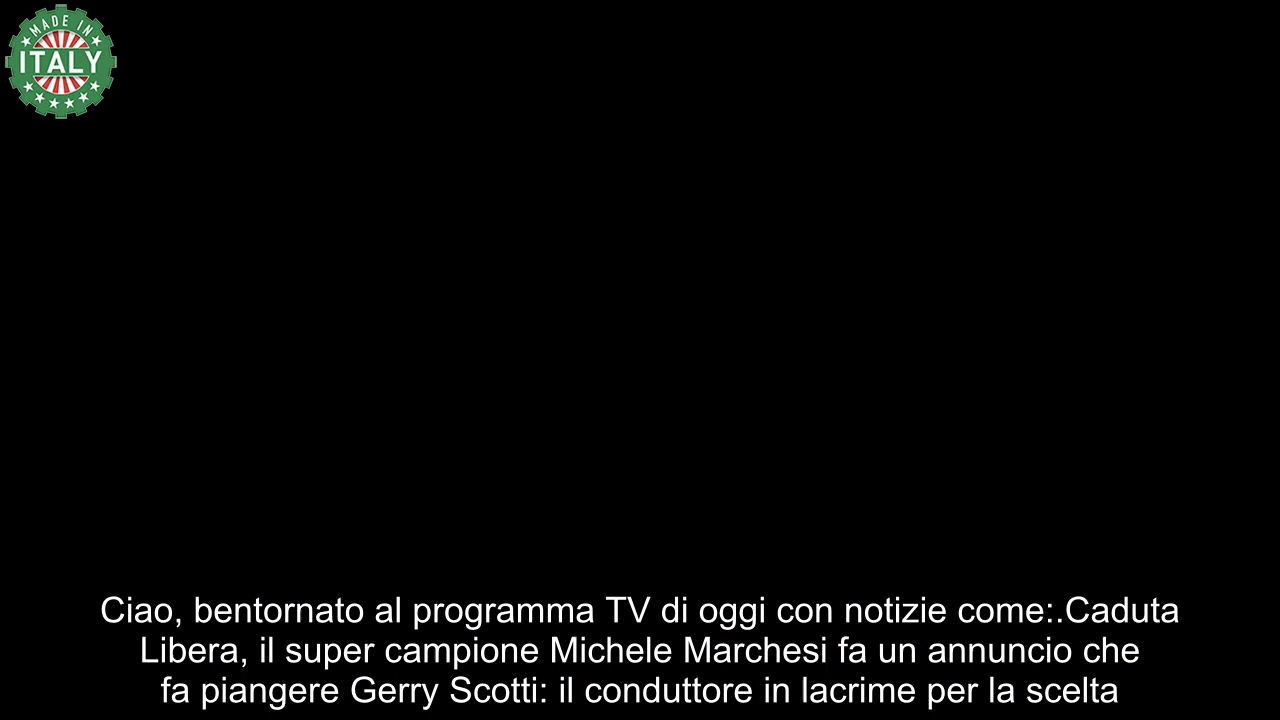 MADE IN
ITALY
Ciao, bentornato al programma TV di oggi con notizie come:.Caduta
Libera, il super campione Michele Marchesi fa un annuncio che
fa piangere Gerry Scotti: il conduttore in lacrime per la scelta